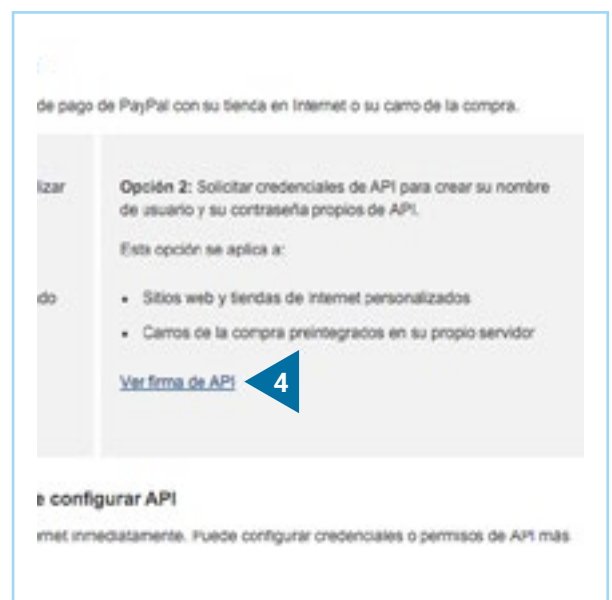 de pago de PayPal con su tienda en Internet o su carro de la compra.
lizar
Opción 2: Solicitar credenciales de API para crear su nombre
de usuario y su contraseña propios de API.
Esta opción se aplica a:
do
• Sitios web y tiendas de Internet personalizados
• Carros de la compra preintegrados en su propio servidor
Ver firma de API
4
e configurar API
rnet inmediatamente. Puede configurar credenciales o permisos de API más